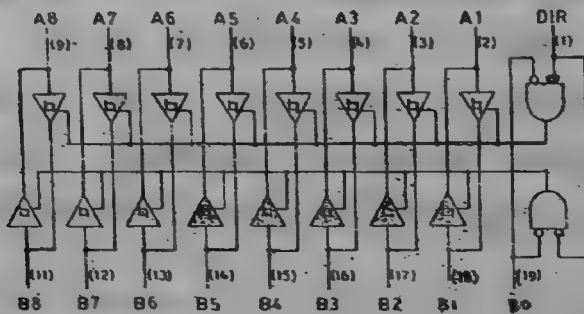 A8 A7 A6 A5 A4 A3 A2 A1 DIR
(9) (8) (7) (6) (5) (4) (3) (2) (1)
(11) (12) (13) (14) (15) (16) (17) (18) (19)
B8 B7 B6 B5 B4 B3 B2 B1 B0